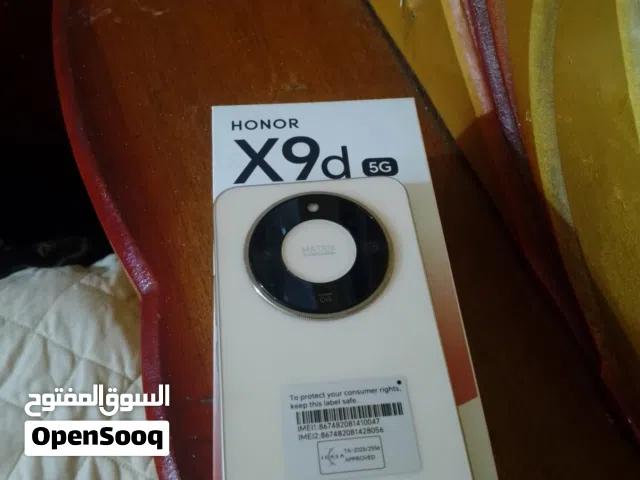 HONOR
X9d 5G
MATRIX
To protect your consumer rights,
keep this label safe.
IMEI1:867482081410047
IMEI2:867482081428056
APPROVED
السوق المفتوح
OpenSooq